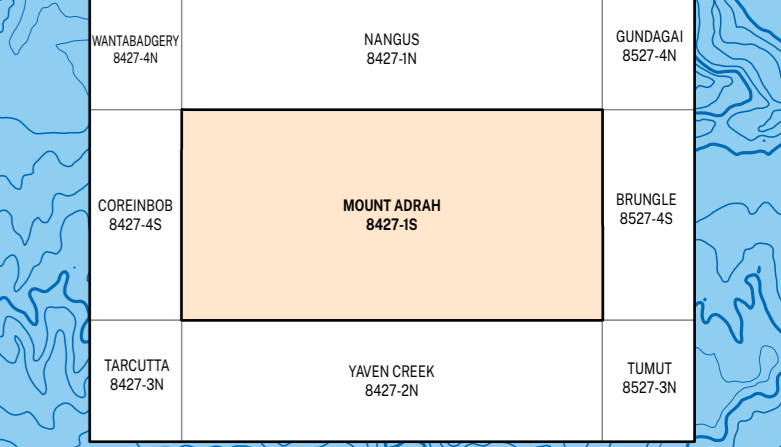 WANTABADGERY
8427-4N
NANGUS
8427-1N
GUNDAGAI
8527-4N
COREINBOB
8427-4S
MOUNT ADRAH
8427-1S
BRUNGLE
8527-4S
TARCUTTA
8427-3N
YAVEN CREEK
8427-2N
TUMUT
8527-3N